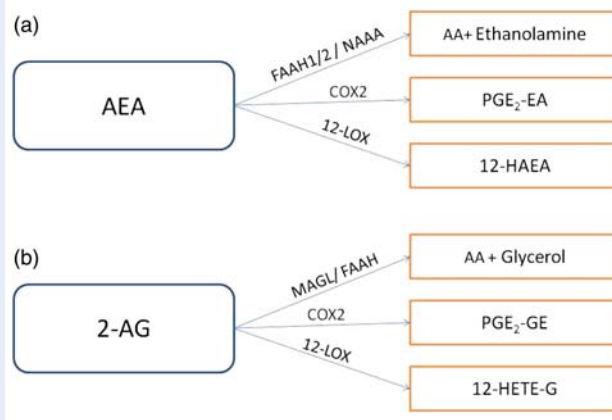 (a)
AEA
FAAH1/2 / NAAA
AA+ Ethanolamine
COX2
PGE₂-EA
12-LOX
12-HAEA
(b)
2-AG
MAGL/ FAAH
AA + Glycerol
COX2
PGE₂-GE
12-LOX
12-HETE-G